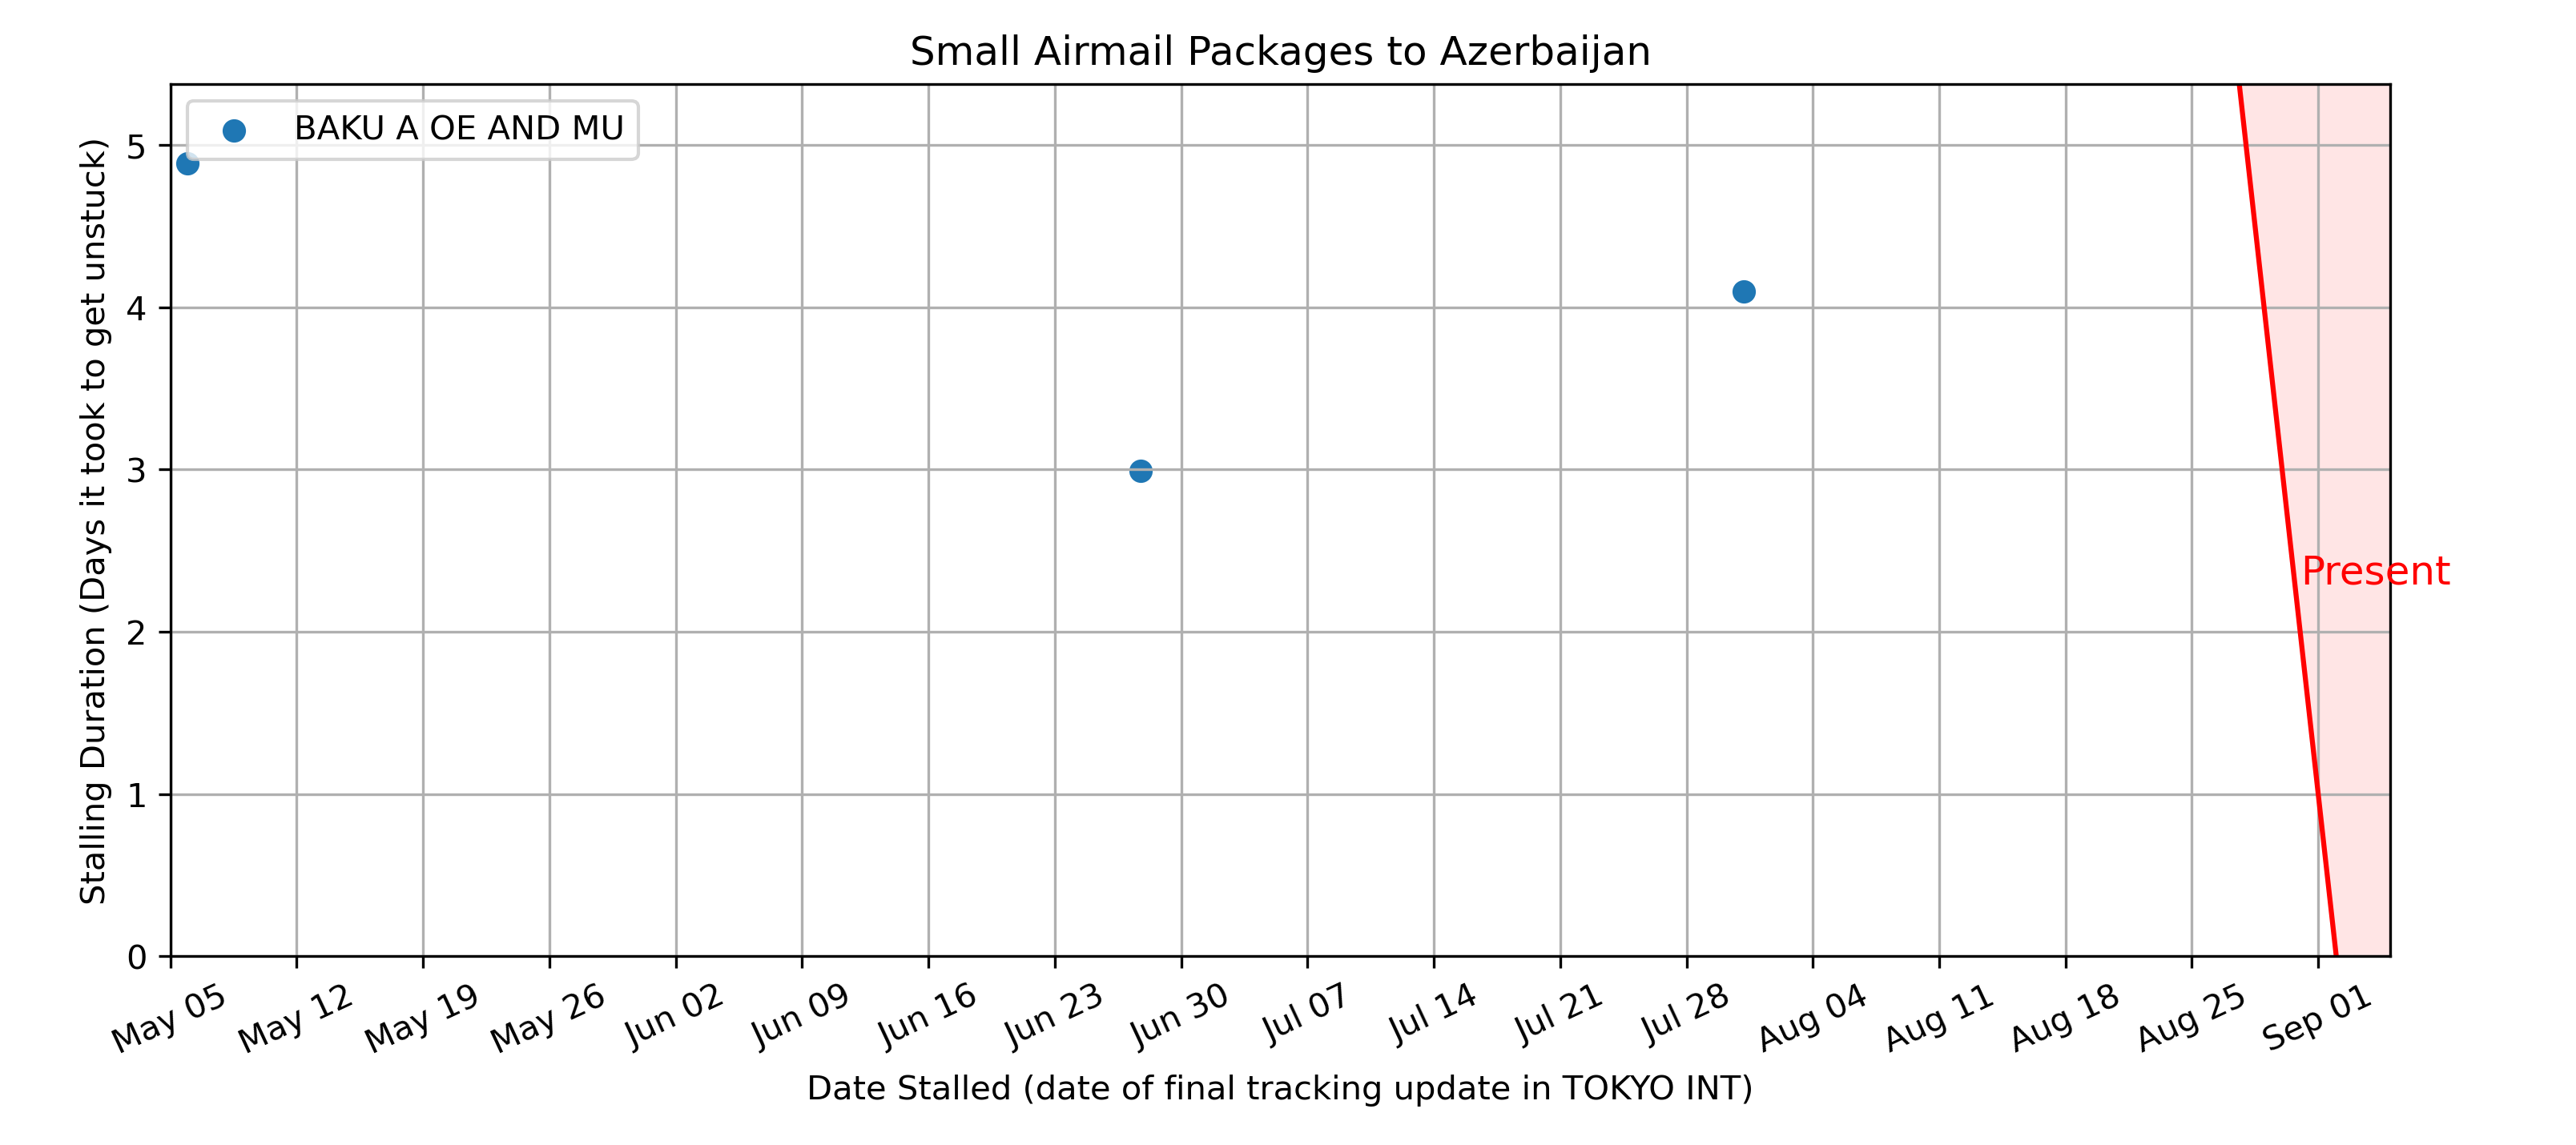 Small Airmail Packages to Azerbaijan
BAKU A OE AND MU
Stalling Duration (Days it took to get unstuck)
5
4
3
2
1
0
Present
May 05 May 12 May 19 May 26 Jun 02 Jun 09 Jun 16 Jun 23 Jun 30 Jul 07 Jul 14 Jul 21 Jul 28 Aug 04 Aug 11 Aug 18 Aug 25 Sep 01
Date Stalled (date of final tracking update in TOKYO INT)